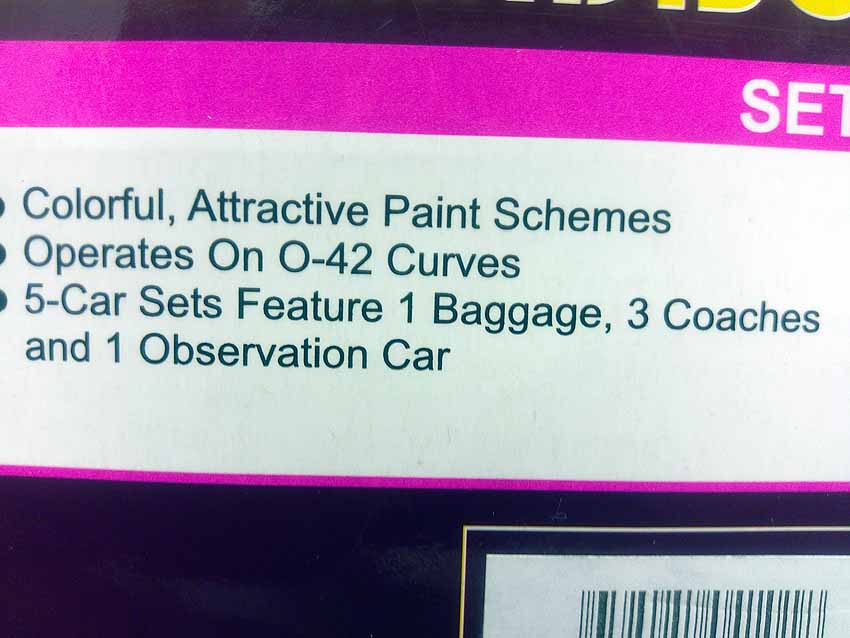 SET
• Colorful, Attractive Paint Schemes
• Operates On O-42 Curves
• 5-Car Sets Feature 1 Baggage, 3 Coaches
and 1 Observation Car